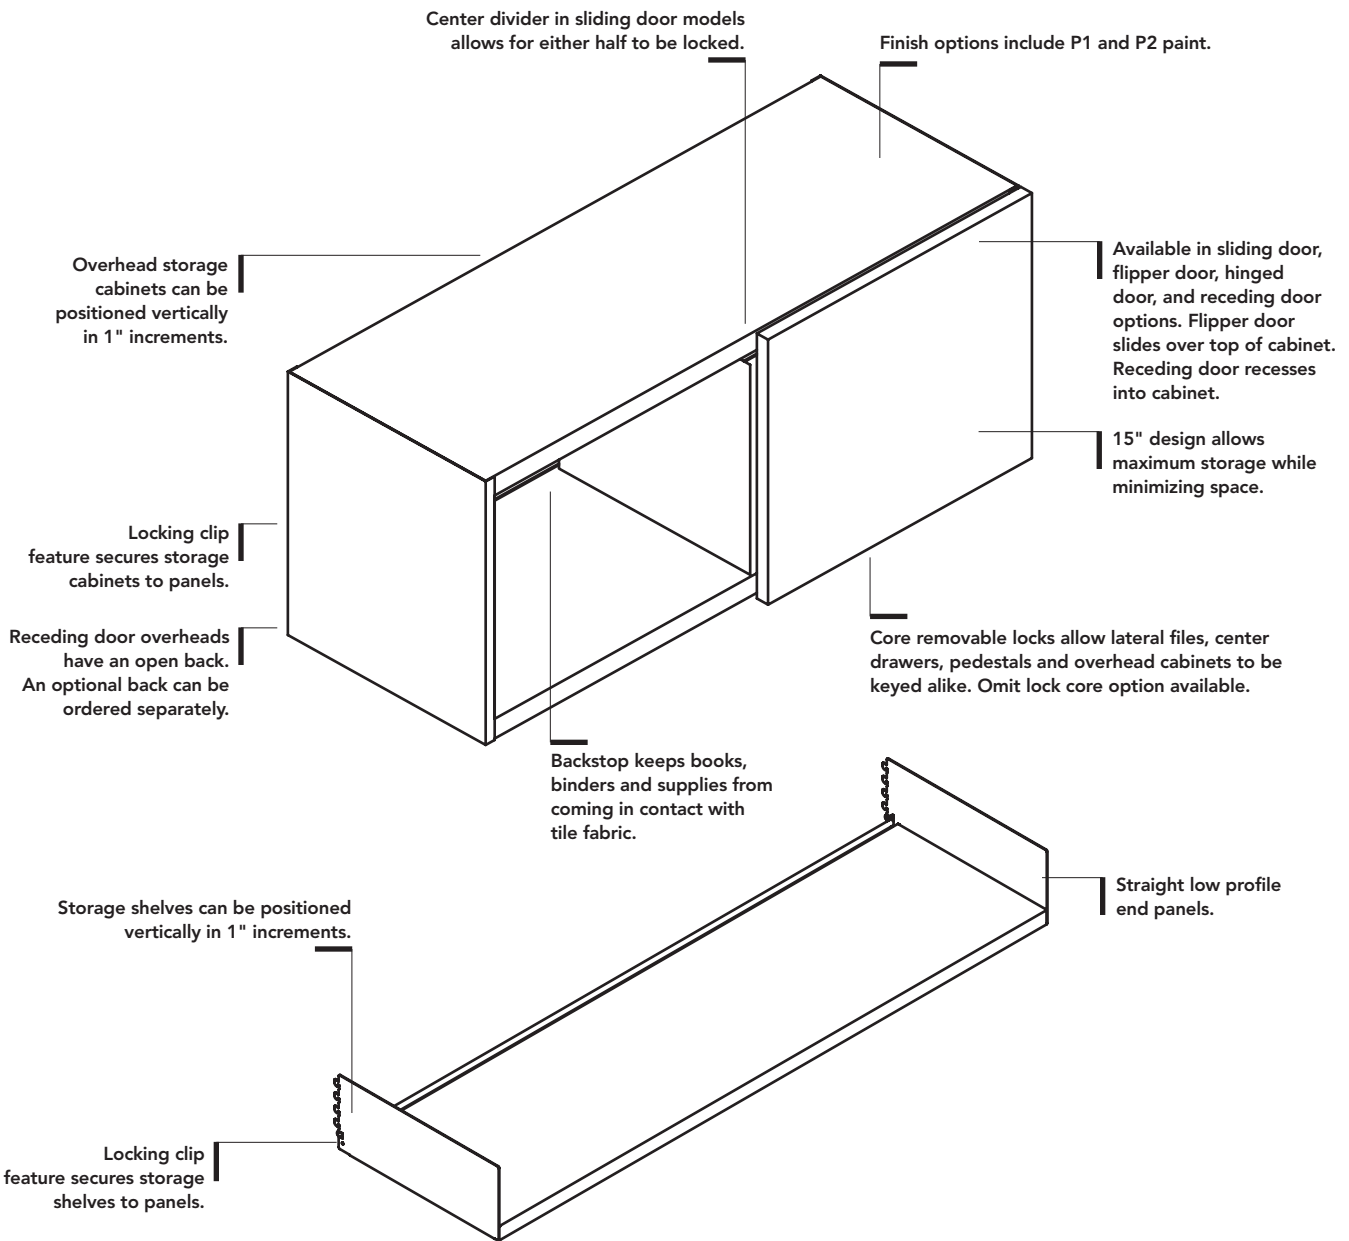 Center divider in sliding door models
allows for either half to be locked.
Finish options include P1 and P2 paint.
Overhead storage
cabinets can be
positioned vertically
in 1" increments.
Available in sliding door,
flipper door, hinged
door, and receding door
options. Flipper door
slides over top of cabinet.
Receding door recesses
into cabinet.
15" design allows
maximum storage while
minimizing space.
Locking clip
feature secures storage
cabinets to panels.
Receding door overheads
have an open back.
An optional back can be
ordered separately.
Core removable locks allow lateral files, center
drawers, pedestals and overhead cabinets to be
keyed alike. Omit lock core option available.
Backstop keeps books,
binders and supplies from
coming in contact with
tile fabric.
Straight low profile
end panels.
Storage shelves can be positioned
vertically in 1" increments.
Locking clip
feature secures storage
shelves to panels.